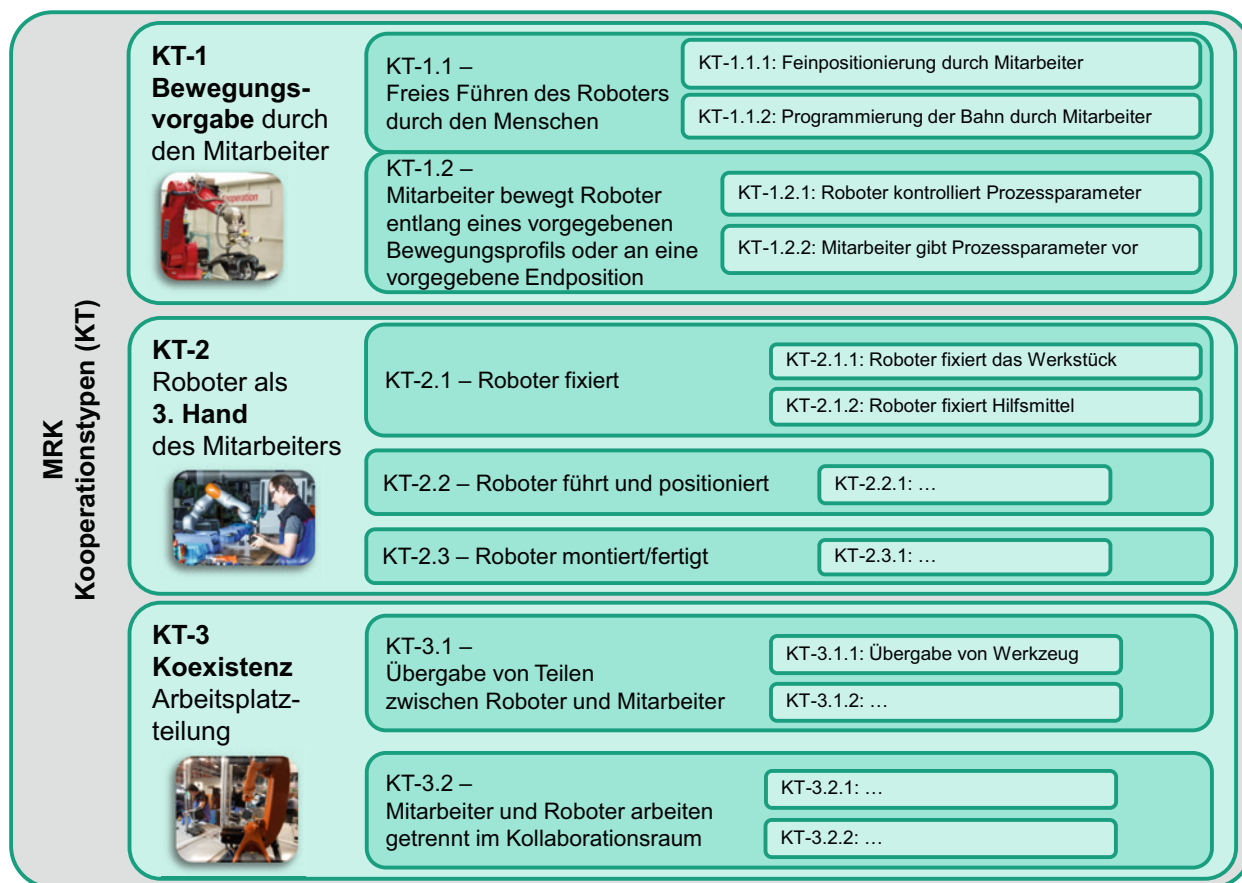 MRK
Kooperationstypen (KT)
KT-1
Bewegungs-
vorgabe durch
den Mitarbeiter
KT-1.1 –
Freies Führen des Roboters
durch den Menschen
KT-1.1.1: Feinpositionierung durch Mitarbeiter
KT-1.1.2: Programmierung der Bahn durch Mitarbeiter
KT-1.2 –
Mitarbeiter bewegt Roboter
entlang eines vorgegebenen
Bewegungsprofils oder an eine
vorgegebene Endposition
KT-1.2.1: Roboter kontrolliert Prozessparameter
KT-1.2.2: Mitarbeiter gibt Prozessparameter vor
KT-2
Roboter als
3. Hand
des Mitarbeiters
KT-2.1 – Roboter fixiert
KT-2.1.1: Roboter fixiert das Werkstück
KT-2.1.2: Roboter fixiert Hilfsmittel
KT-2.2 – Roboter führt und positioniert
KT-2.2.1: …
KT-2.3 – Roboter montiert/fertigt
KT-2.3.1: …
KT-3
Koexistenz
Arbeitsplatz-
teilung
KT-3.1 –
Übergabe von Teilen
zwischen Roboter und Mitarbeiter
KT-3.1.1: Übergabe von Werkzeug
KT-3.1.2: …
KT-3.2 –
Mitarbeiter und Roboter arbeiten
getrennt im Kollaborationsraum
KT-3.2.1: …
KT-3.2.2: …